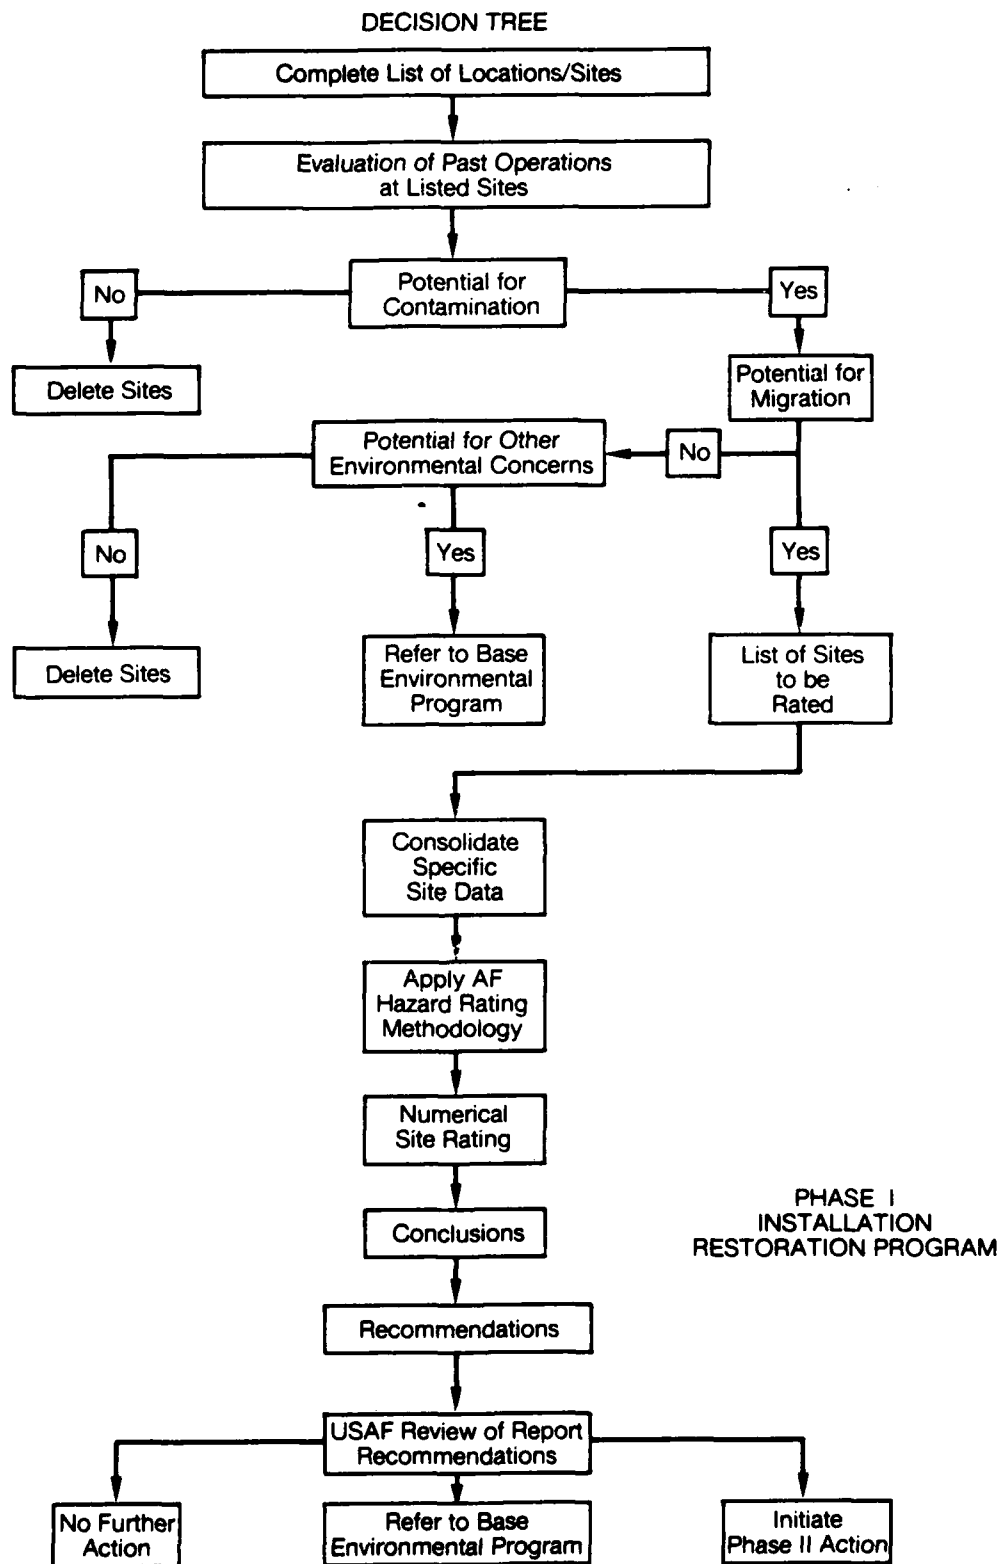 DECISION TREE
Complete List of Locations/Sites
Evaluation of Past Operations
at Listed Sites
No
Potential for
Contamination
Yes
Delete Sites
Potential for
Migration
Potential for Other
Environmental Concerns
No
No
Yes
Yes
Delete Sites
Refer to Base
Environmental
Program
List of Sites
to be
Rated
Consolidate
Specific
Site Data
Apply AF
Hazard Rating
Methodology
Numerical
Site Rating
PHASE I
INSTALLATION
RESTORATION PROGRAM
Conclusions
Recommendations
USAF Review of Report
Recommendations
No Further
Action
Refer to Base
Environmental Program
Initiate
Phase II Action